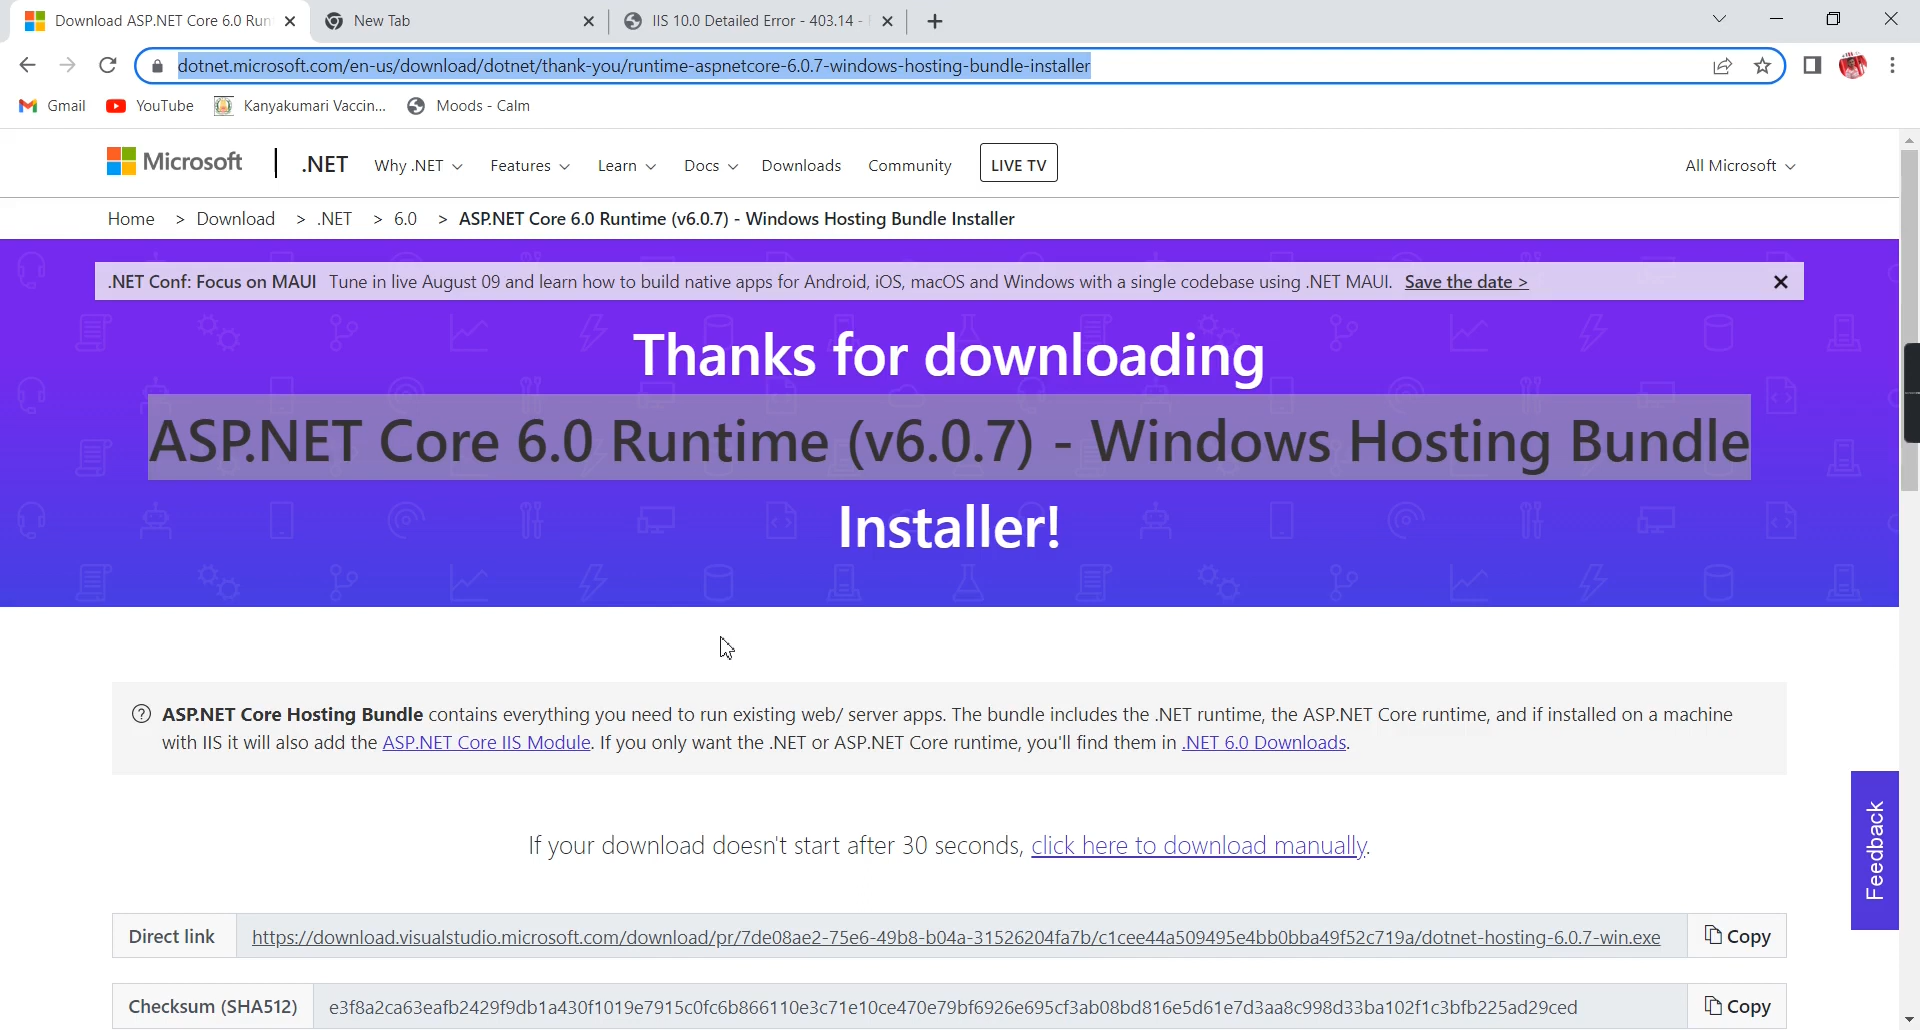 Download ASP.NET Core 6.0 Run
New Tab
IIS 10.0 Detailed Error - 403.14 -
dotnet.microsoft.com/en-us/download/dotnet/thank-you/runtime-aspnetcore-6.0.7-windows-hosting-bundle-installer
Gmail
YouTube
Kanyakumari Vaccin...
Moods - Calm
Microsoft
.NET
Why .NET
Features
Learn
Docs
Downloads
Community
LIVE TV
All Microsoft
Home > Download > .NET > 6.0 > ASP.NET Core 6.0 Runtime (v6.0.7) - Windows Hosting Bundle Installer
.NET Conf: Focus on MAUI Tune in live August 09 and learn how to build native apps for Android, iOS, macOS and Windows with a single codebase using .NET MAUI. Save the date >
Thanks for downloading
ASP.NET Core 6.0 Runtime (v6.0.7) - Windows Hosting Bundle
Installer!
ASP.NET Core Hosting Bundle contains everything you need to run existing web/ server apps. The bundle includes the .NET runtime, the ASP.NET Core runtime, and if installed on a machine
with IIS it will also add the ASP.NET Core IIS Module. If you only want the .NET or ASP.NET Core runtime, you'll find them in .NET 6.0 Downloads.
Feedback
If your download doesn't start after 30 seconds, click here to download manually.
Direct link
https://download.visualstudio.microsoft.com/download/pr/7de08ae2-75e6-49b8-b04a-31526204fa7b/c1cee44a509495e4bb0bba49f52c719a/dotnet-hosting-6.0.7-win.exe
Copy
Checksum (SHA512)
e3f8a2ca63eafb2429f9db1a430f1019e7915c0fc6b866110e3c71e10ce470e79bf6926e695cf3ab08bd816e5d61e7d3aa8c998d33ba102f1c3bfb225ad29ced
Copy